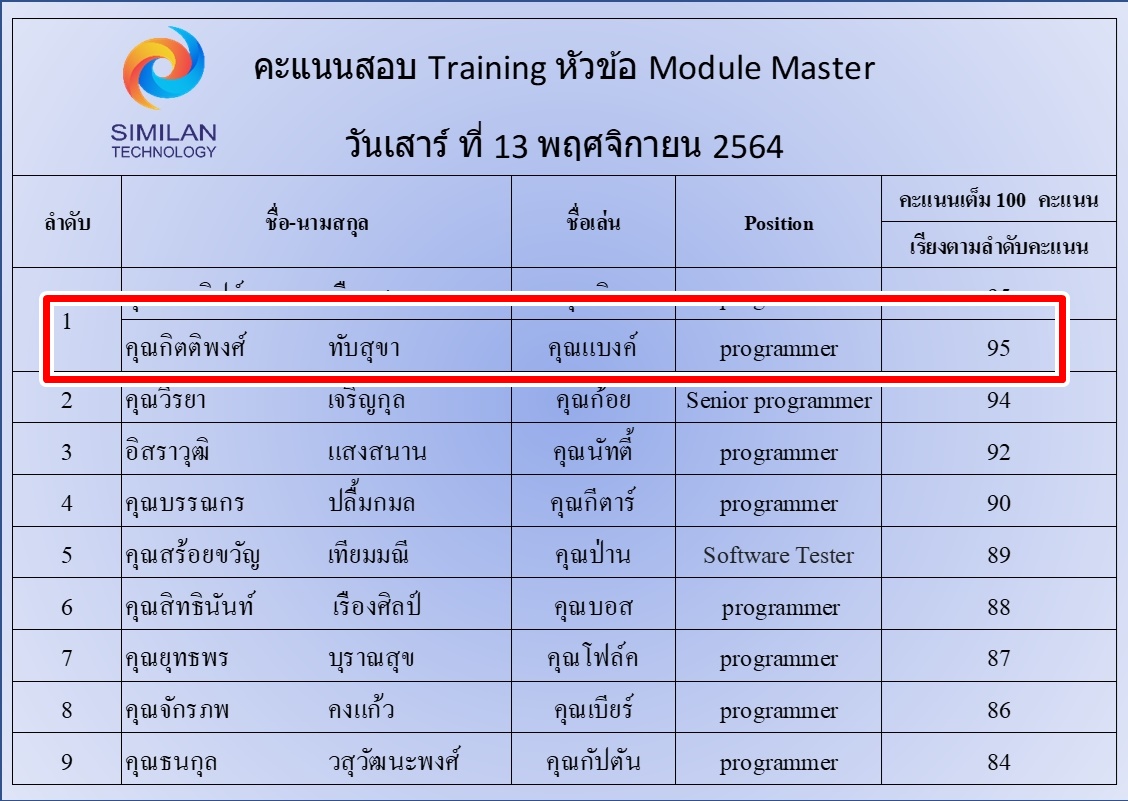 SIMILAN
TECHNOLOGY
คะแนนสอบ Training หัวข้อ Module Master
วันเสาร์ ที่ 13 พฤศจิกายน 2564
ลำดับ ชื่อ-นามสกุล ชื่อเล่น Position คะแนนเต็ม 100 คะแนน
เรียงตามลำดับคะแนน
1
คุณกิตติพงศ์ ทับสุขา คุณแบงค์ programmer 95
2 คุณวีรยา เจริญกุล คุณก้อย Senior programmer 94
3 อิสราวุฒิ แสงสนาน คุณนัทตี้ programmer 92
4 คุณบรรณกร ปลื้มกมล คุณกีตาร์ programmer 90
5 คุณสร้อยขวัญ เทียมมณี คุณป่าน Software Tester 89
6 คุณสิทธินันท์ เรืองศิลป์ คุณบอส programmer 88
7 คุณยุทธพร บุราณสุข คุณโฟล์ค programmer 87
8 คุณจักรภพ คงแก้ว คุณเบียร์ programmer 86
9 คุณธนกุล วสุวัฒนะพงศ์ คุณกัปตัน programmer 84